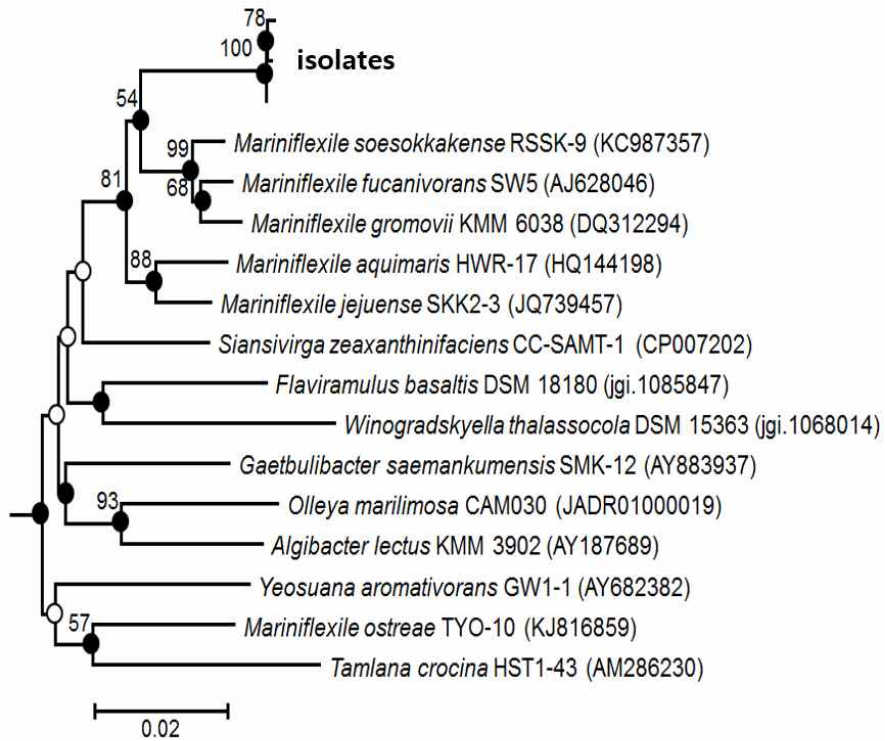 78
100
isolates
54
99
Mariniflexile soesokkakense RSSK-9 (KC987357)
68
Mariniflexile fucanivorans SW5 (AJ628046)
81
Mariniflexile gromovii KMM 6038 (DQ312294)
88
Mariniflexile aquimaris HWR-17 (HQ144198)
Mariniflexile jejuense SKK2-3 (JQ739457)
Siansivirga zeaxanthinifaciens CC-SAMT-1 (CP007202)
Flaviramulus basaltis DSM 18180 (jgi.1085847)
Winogradskyella thalassocola DSM 15363 (jgi.1068014)
Gaetbulibacter saemankumensis SMK-12 (AY883937)
93
Olleya marilimosa CAM030 (JADR01000019)
Algibacter lectus KMM 3902 (AY187689)
Yeosuana aromativorans GW1-1 (AY682382)
57
Mariniflexile ostreae TYO-10 (KJ816859)
Tamlana crocina HST1-43 (AM286230)
0.02